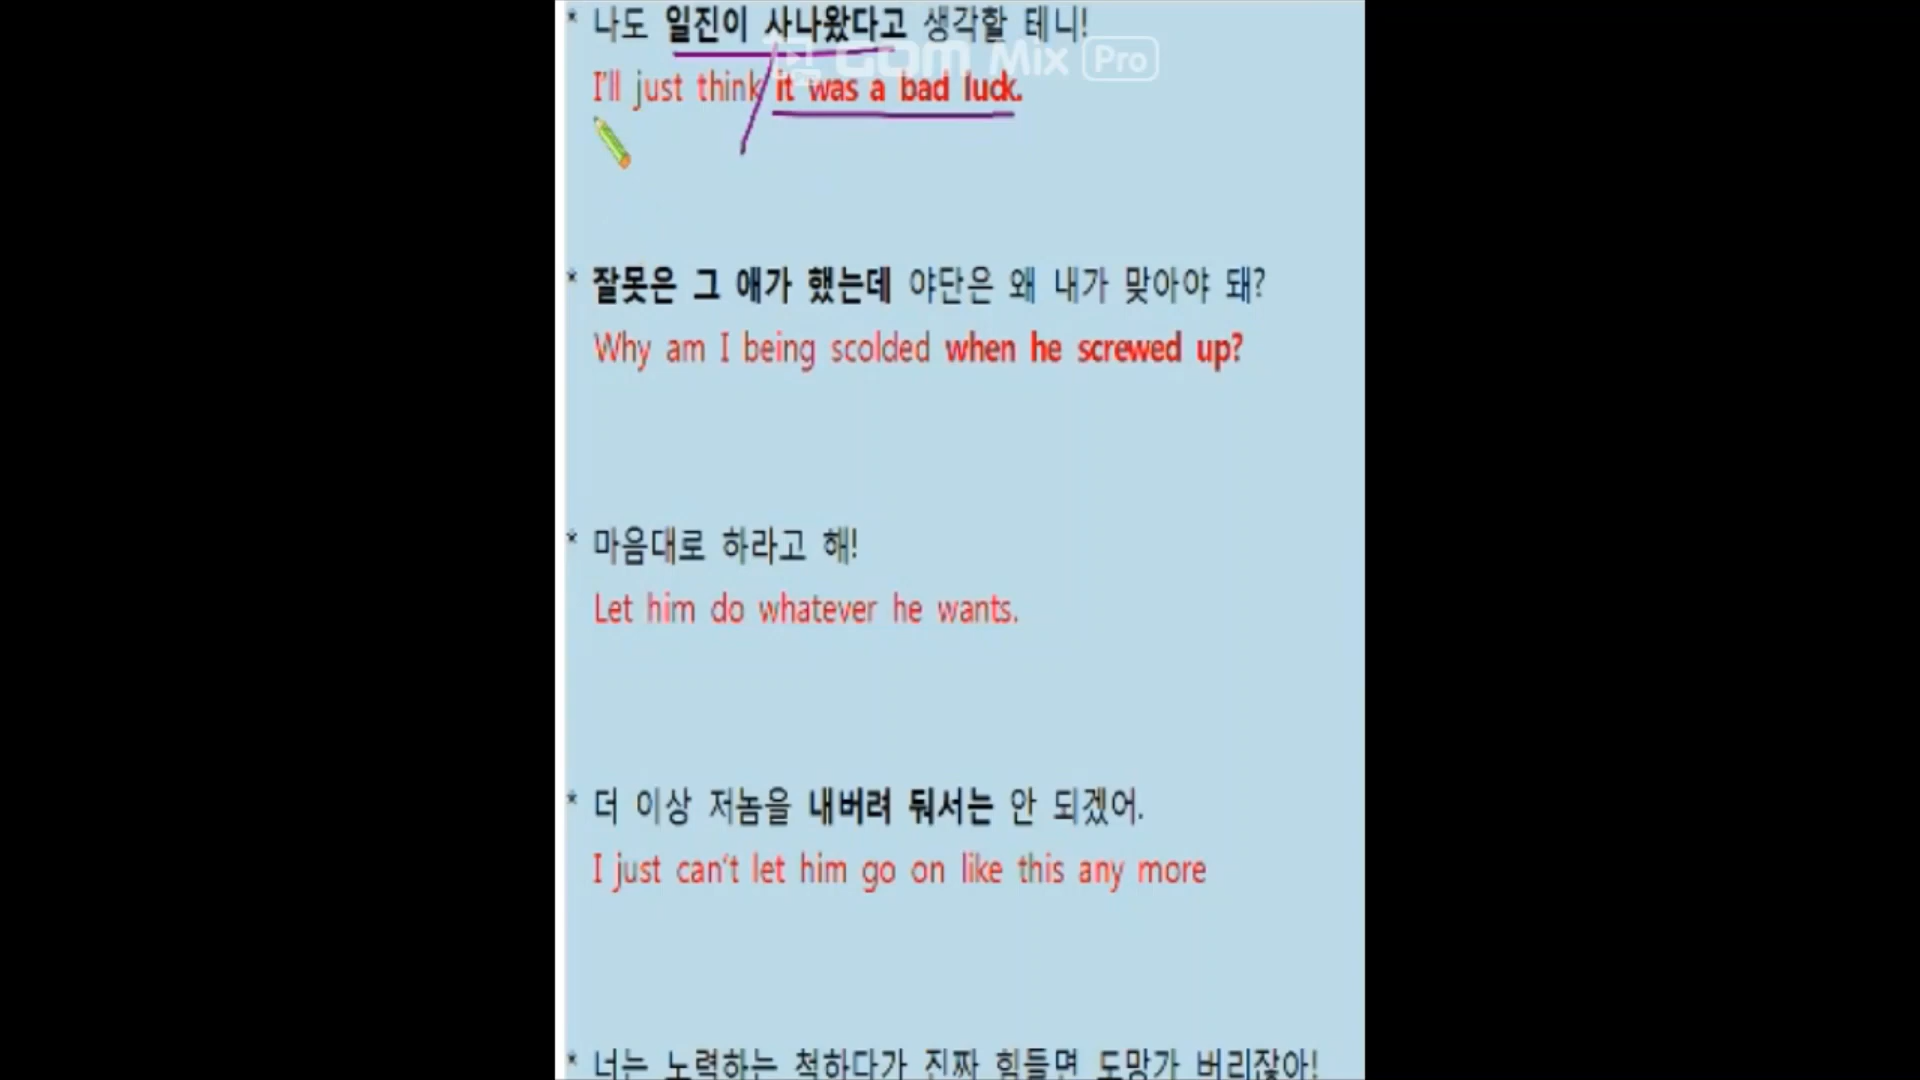 * 나도 일진이 사나왔다고 생각할 테니!
GOM Mix Pro
I'll just think it was a bad luck.
* 잘못은 그 애가 했는데 야단은 왜 내가 맞아야 돼?
Why am I being scolded when he screwed up?
* 마음대로 하라고 해!
Let him do whatever he wants.
* 더 이상 저놈을 내버려 둬서는 안 되겠어.
I just can't let him go on like this any more
* 너는 노력하는 척하다가 진짜 힘들면 도망가 버리잖아!